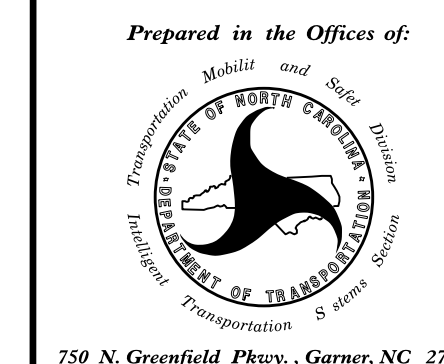 Prepared in the Offices of:
Transportation Mobilit and Safet Division
STATE OF NORTH CAROLINA
DEPARTMENT OF TRANSPORTATION
Intelligent Transportation S stems Section
750 N. Greenfield Pkwy. , Garner, NC 27